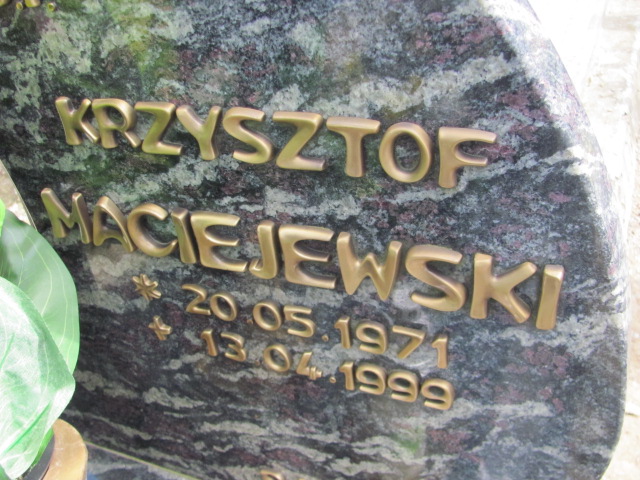 KRZYSZTOF
MACIEJEWSKI
* 20.05.1971
+ 13.04.1999